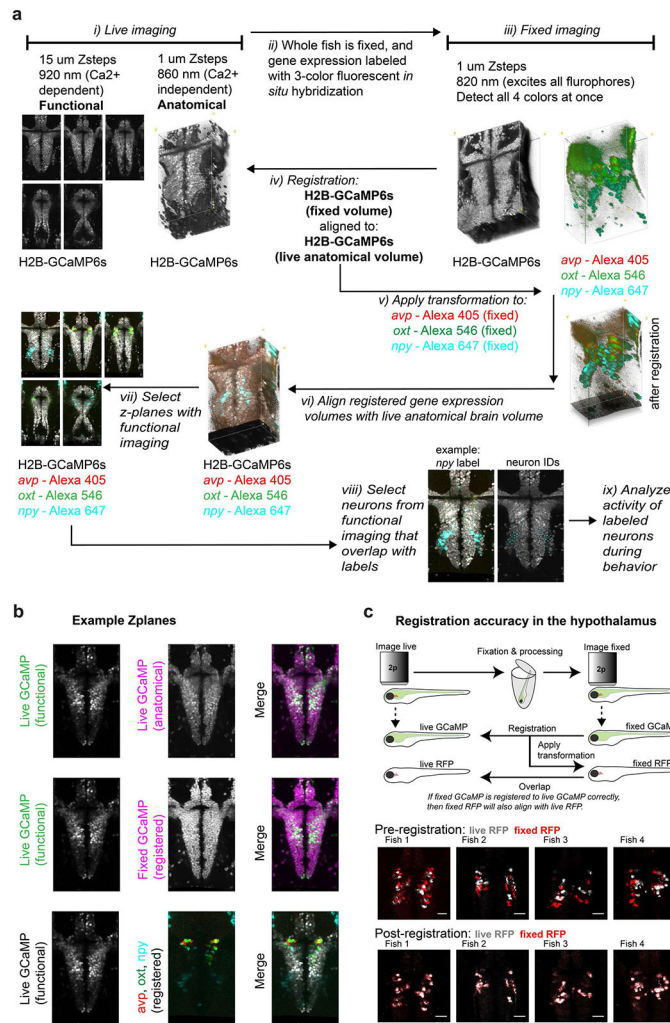 a
i) Live imaging
15 um Zsteps
920 nm (Ca2+
dependent)
Functional
1 um Zsteps
860 nm (Ca2+
independent)
Anatomical
ii) Whole fish is fixed, and
gene expression labeled
with 3-color fluorescent in
situ hybridization
iii) Fixed imaging
1 um Zsteps
820 nm (excites all flurophores)
Detect all 4 colors at once
iv) Registration:
H2B-GCaMP6s
(fixed volume)
aligned to:
H2B-GCaMP6s
(live anatomical volume)
H2B-GCaMP6s
H2B-GCaMP6s
H2B-GCaMP6s
avp - Alexa 405
oxt - Alexa 546
npy - Alexa 647
v) Apply transformation to:
avp - Alexa 405 (fixed)
oxt - Alexa 546 (fixed)
npy - Alexa 647 (fixed)
after registration
vi) Align registered gene expression
volumes with live anatomical brain volume
vii) Select
z-planes with
functional
imaging
H2B-GCaMP6s
avp - Alexa 405
oxt - Alexa 546
npy - Alexa 647
H2B-GCaMP6s
avp - Alexa 405
oxt - Alexa 546
npy - Alexa 647
viii) Select
neurons from
functional
imaging that
overlap with
labels
example:
npy label
neuron IDs
ix) Analyze
activity of
labeled
neurons
during
behavior
b
Example Zplanes
Live GCaMP
(functional)
Live GCaMP
(anatomical)
Merge
Live GCaMP
(functional)
Fixed GCaMP
(registered)
Merge
Live GCaMP
(functional)
avp, oxt, npy
(registered)
Merge
c
Registration accuracy in the hypothalamus
Image live
Fixation & processing
Image fixed
2p
2p
live GCaMP
Registration
fixed GCaM
Apply
transformation
live RFP
fixed RFP
Overlap
If fixed GCaMP is registered to live GCaMP correctly,
then fixed RFP will also align with live RFP.
Pre-registration: live RFP fixed RFP
Fish 1
Fish 2
Fish 3
Fish 4
Post-registration: live RFP fixed RFP
Fish 1
Fish 2
Fish 3
Fish 4